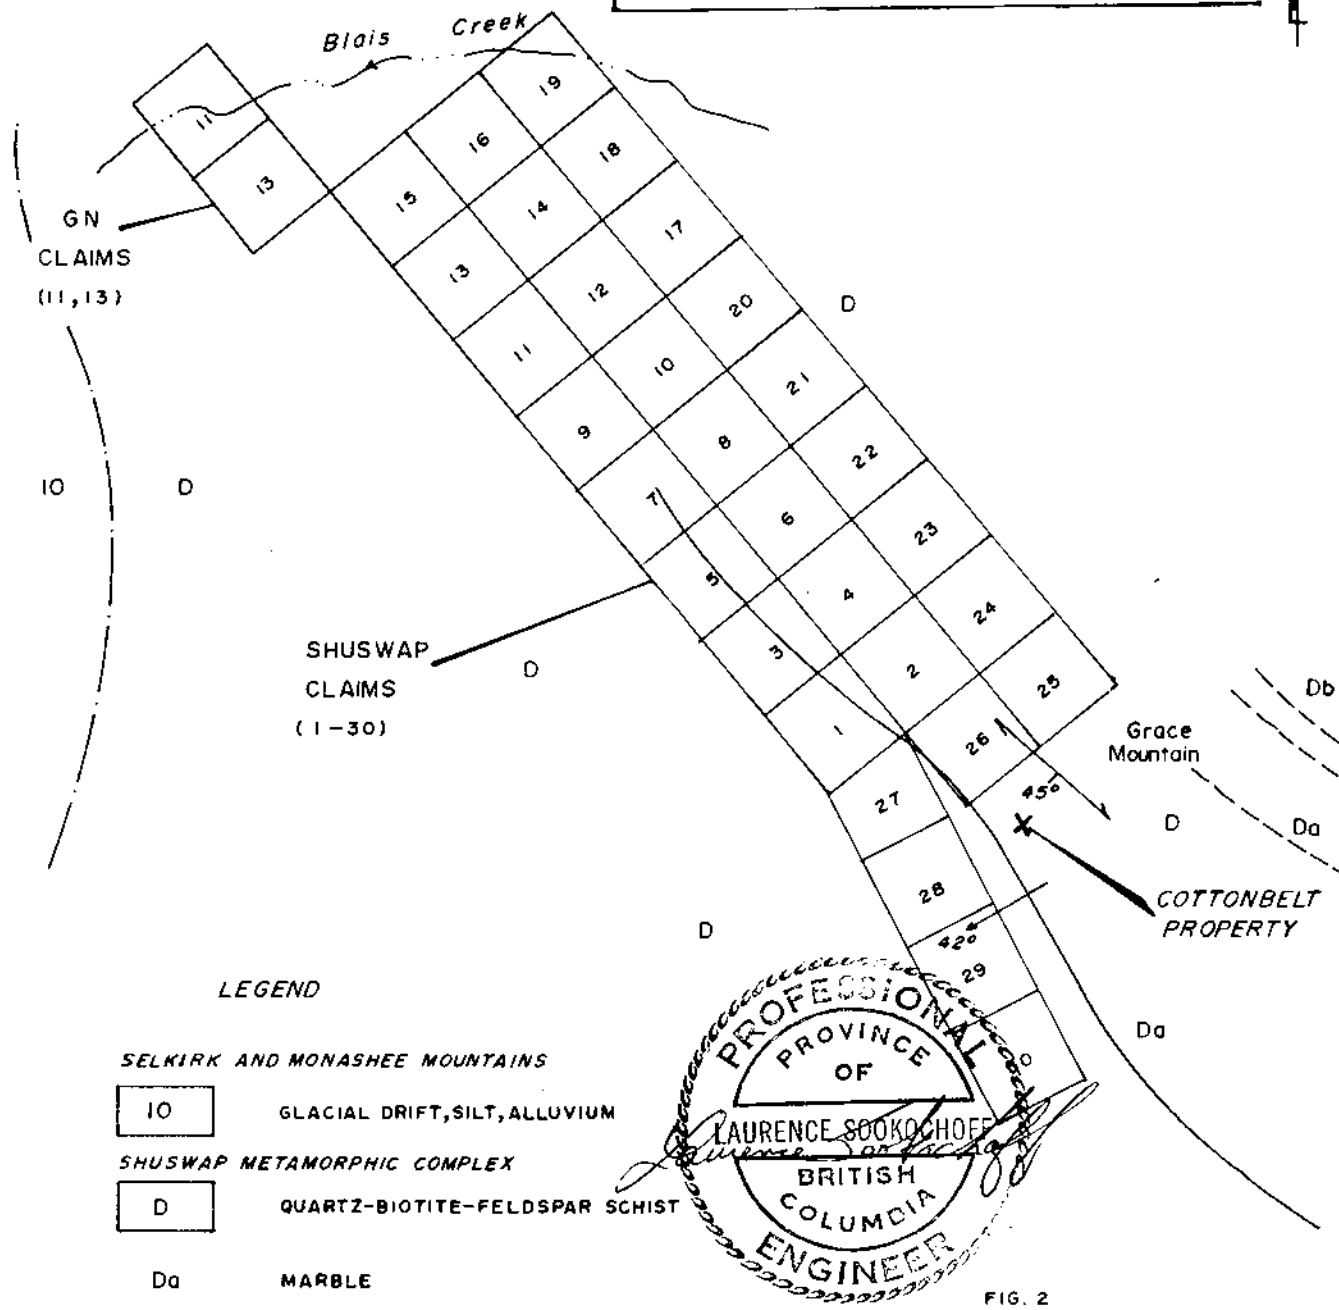 Blais Creek
19
11
16
18
13
15
14
17
GN
CLAIMS
(11,13)
13
12
20
D
11
10
21
9
8
22
10
D
7
6
23
5
4
24
SHUSWAP
CLAIMS
(1-30)
D
3
2
25
Db
1
26
Grace
Mountain
27
45°
D
Da
28
COTTONBELT
PROPERTY
D
42°
29
Da
LEGEND
SELKIRK AND MONASHEE MOUNTAINS
10 GLACIAL DRIFT, SILT, ALLUVIUM
SHUSWAP METAMORPHIC COMPLEX
D QUARTZ-BIOTITE-FELDSPAR SCHIST
Da MARBLE
PROFESSIONAL
PROVINCE
OF
LAURENCE SOOKOCHOFF
BRITISH
COLUMBIA
ENGINEER
FIG. 2